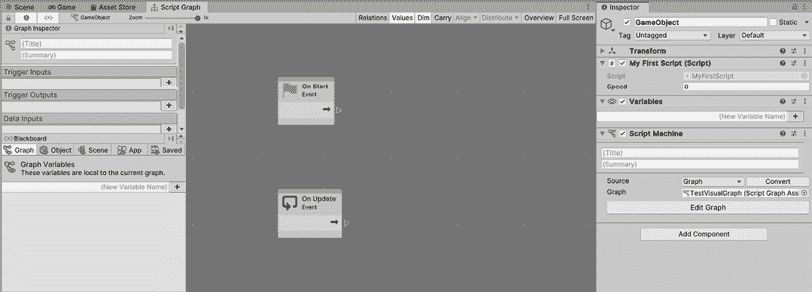 Scene
Game
Asset Store
Script Graph
GameObject
Zoom
1x
Relations
Values
Dim
Carry
Align
Distribute
Overview
Full Screen
Graph Inspector
(Title)
(Summary)
Trigger Inputs
Trigger Outputs
Data Inputs
Blackboard
Graph
Object
Scene
App
Saved
Graph Variables
These variables are local to the current graph.
(New Variable Name)
On Start
Event
On Update
Event
Inspector
GameObject
Static
Tag
Untagged
Layer
Default
Transform
My First Script (Script)
Script
MyFirstScript
Speed
0
Variables
(New Variable Name)
Script Machine
(Title)
(Summary)
Source
Graph
Convert
Graph
TestVisualGraph (Script Graph Ass
Edit Graph
Add Component